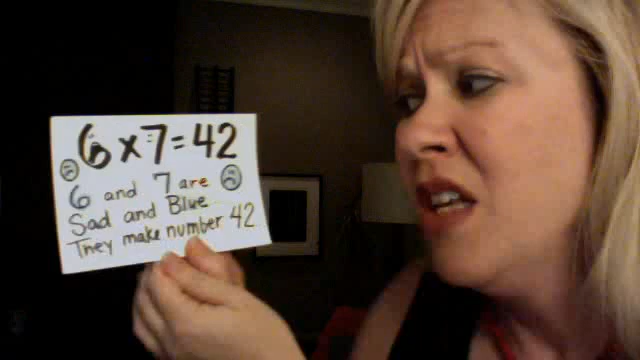 6 x 7 = 42
6 and 7 are
Sad and Blue
They make number 42